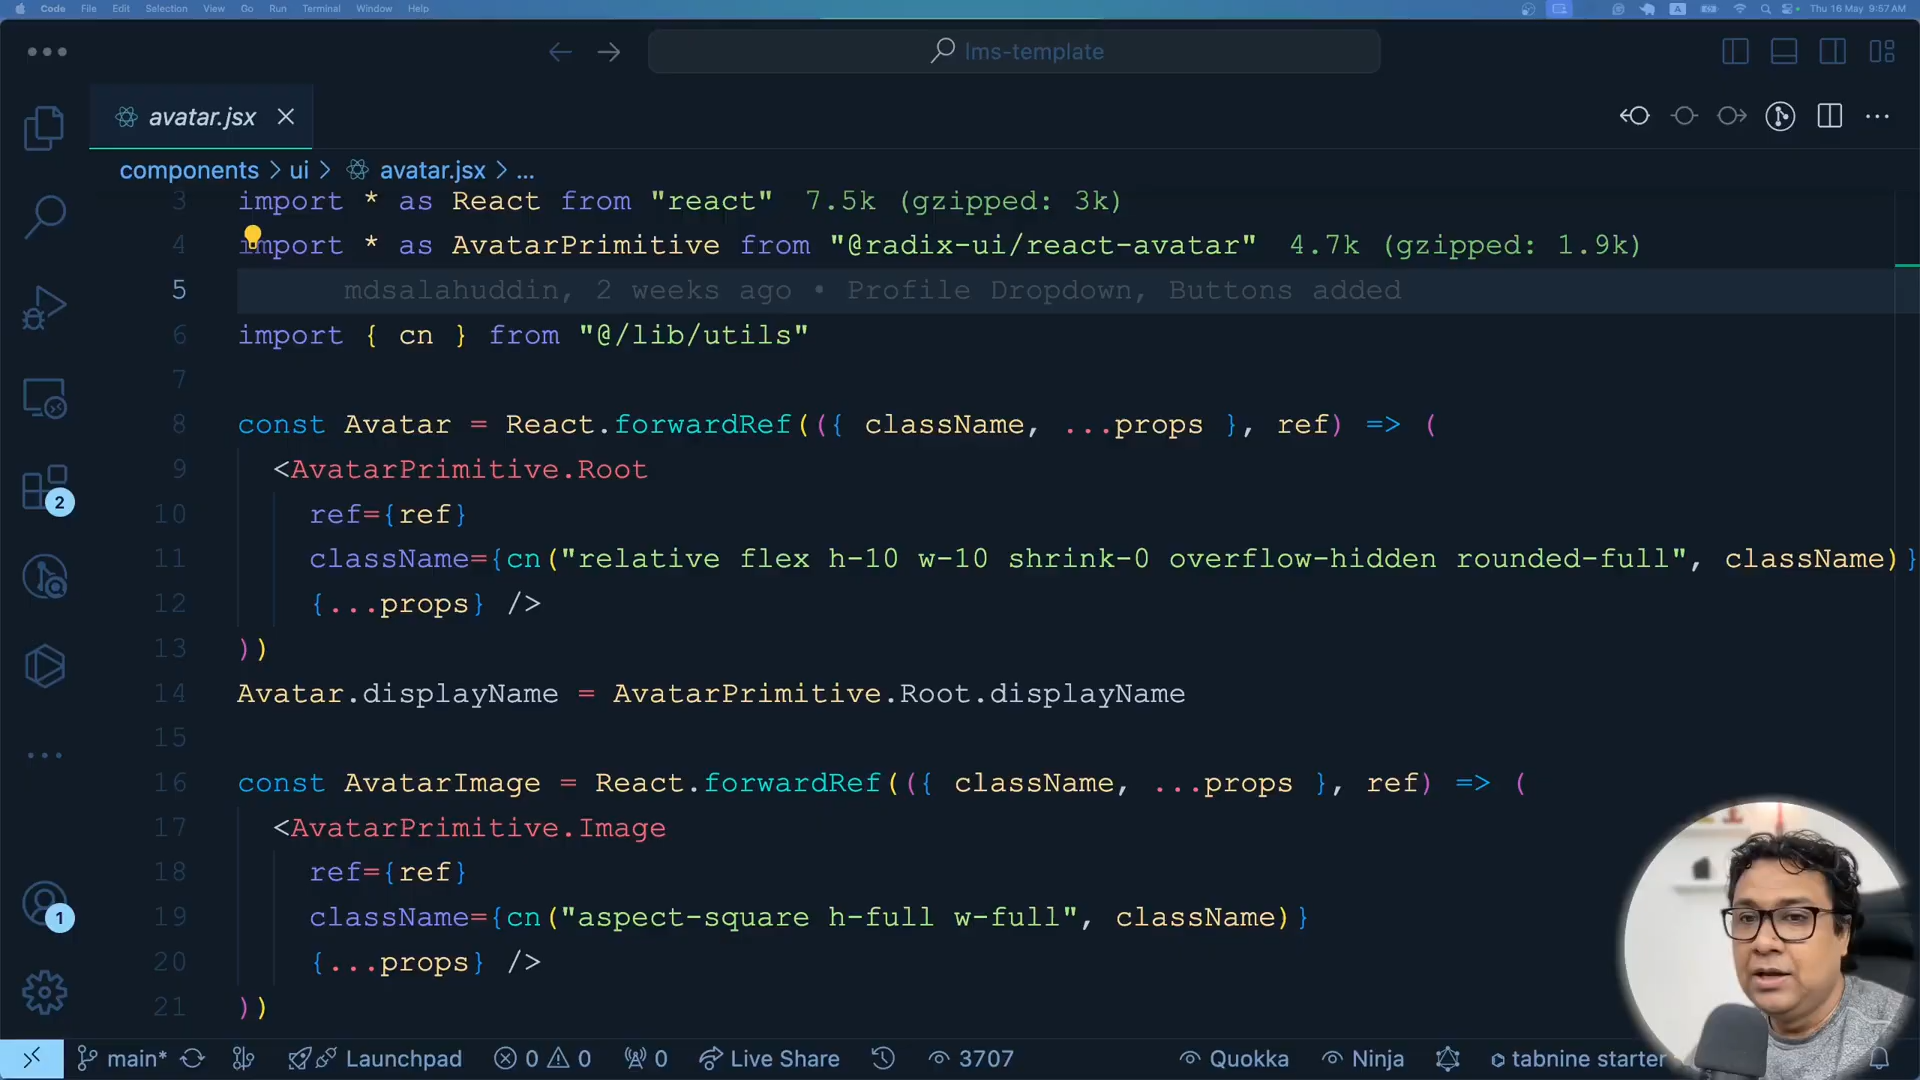 Code File Edit Selection View Go Run Terminal Window Help Thu 16 May 9:57 AM
lms-template
avatar.jsx
components > ui > avatar.jsx > ...
3 import * as React from "react" 7.5k (gzipped: 3k)
4 import * as AvatarPrimitive from "@radix-ui/react-avatar" 4.7k (gzipped: 1.9k)
5 mdsalahuddin, 2 weeks ago • Profile Dropdown, Buttons added
6 import { cn } from "@/lib/utils"
7
8 const Avatar = React.forwardRef(({ className, ...props }, ref) => (
9 <AvatarPrimitive.Root
10 ref={ref}
11 className={cn("relative flex h-10 w-10 shrink-0 overflow-hidden rounded-full", className)}
12 {...props} />
13 ))
14 Avatar.displayName = AvatarPrimitive.Root.displayName
15
16 const AvatarImage = React.forwardRef(({ className, ...props }, ref) => (
17 <AvatarPrimitive.Image
18 ref={ref}
19 className={cn("aspect-square h-full w-full", className)}
20 {...props} />
21 ))
2
1
main* Launchpad 0 0 0 Live Share 3707 Quokka Ninja tabnine starter